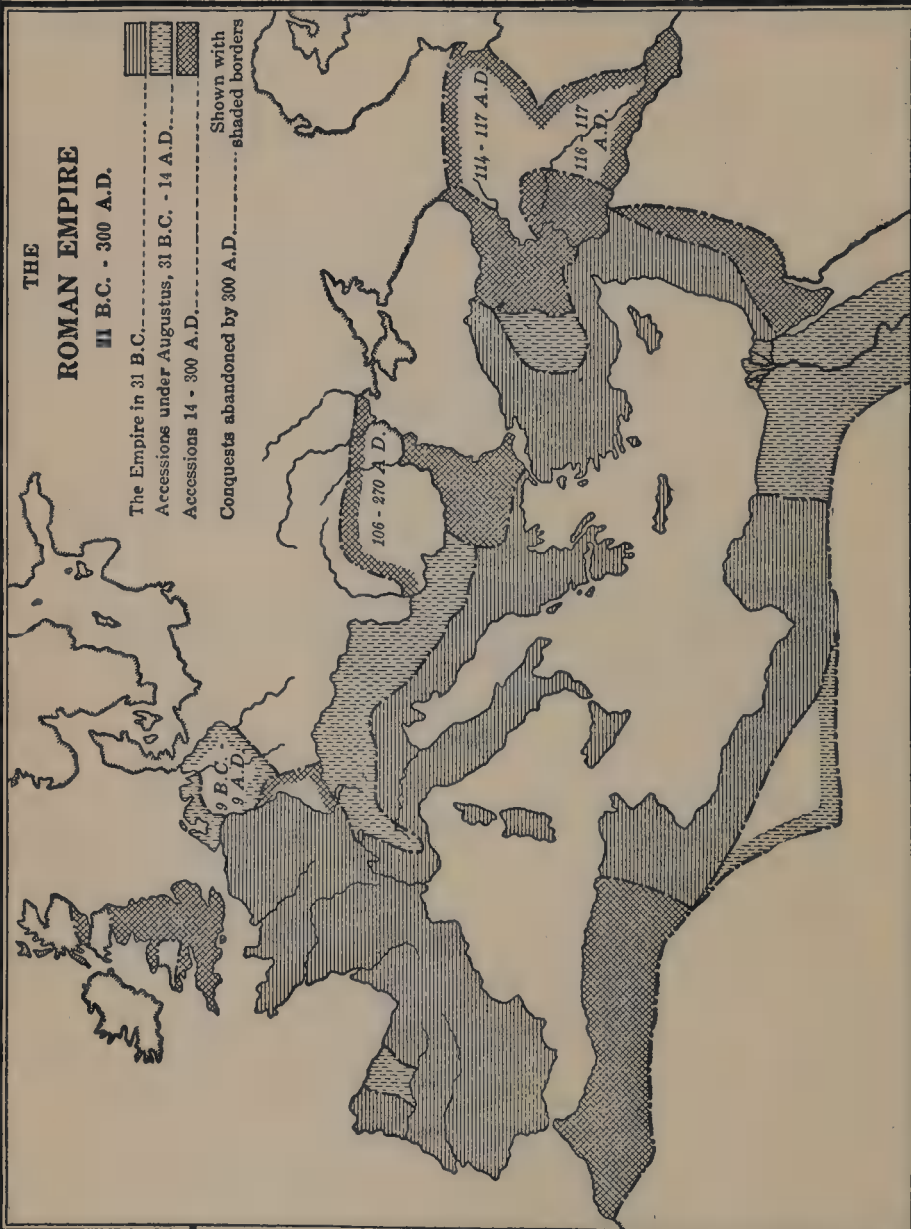 THE
ROMAN EMPIRE
31 B.C. - 300 A.D.
The Empire in 31 B.C.
Accessions under Augustus, 31 B.C. - 14 A.D.
Accessions 14 - 300 A.D.
Conquests abandoned by 300 A.D. Shown with
shaded borders
9 B.C. -
9 A.D.
106 - 270 A D.
114 - 117 A.D.
116 - 117
A.D.